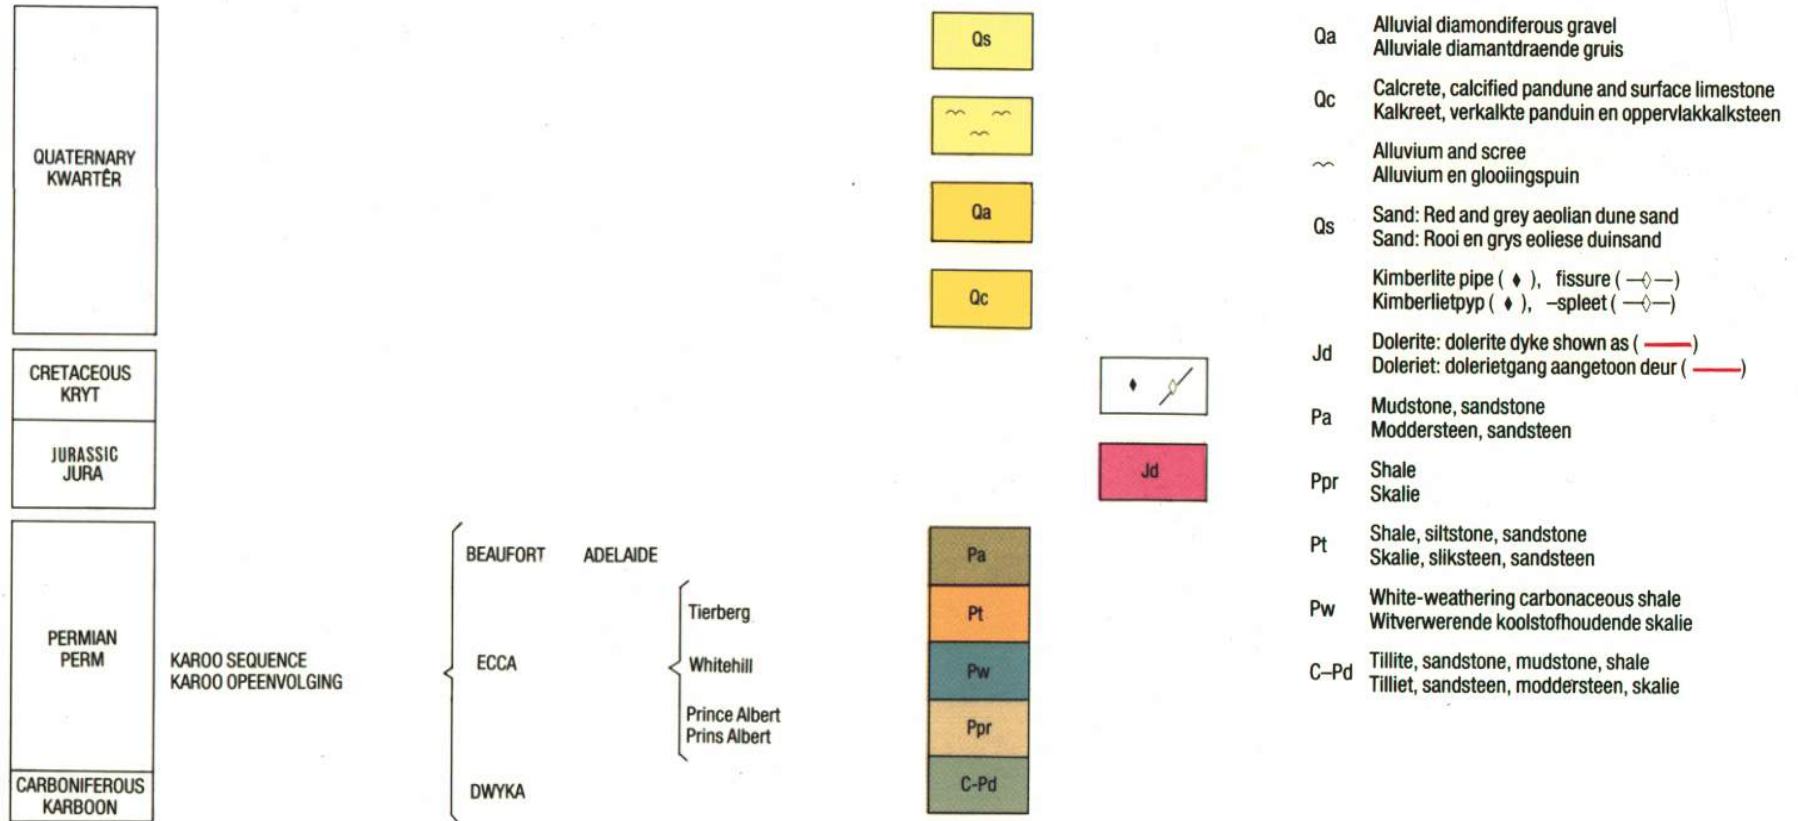 QUATERNARY
KWARTÊR
CRETACEOUS
KRYT
JURASSIC
JURA
PERMIAN
PERM
CARBONIFEROUS
KARBOON
KAROO SEQUENCE
KAROO OPEENVOLGING
BEAUFORT ADELAIDE
ECCA
DWYKA
Tierberg
Whitehill
Prince Albert
Prins Albert
Qs
Qa
Qc
Jd
Pa
Pt
Pw
Ppr
C-Pd
Qa Alluvial diamondiferous gravel
Alluviale diamantdraende gruis
Qc Calcrete, calcified pandune and surface limestone
Kalkreet, verkalkte panduin en oppervlakkalksteen
Alluvium and scree
Alluvium en glooiingspuin
Qs Sand: Red and grey aeolian dune sand
Sand: Rooi en grys eoliese duinsand
Kimberlite pipe ( ♦ ), fissure ( —◇— )
Kimberlietpyp ( ♦ ), –spleet ( —◇— )
Jd Dolerite: dolerite dyke shown as ( —— )
Doleriet: dolerietgang aangetoon deur ( —— )
Pa Mudstone, sandstone
Moddersteen, sandsteen
Ppr Shale
Skalie
Pt Shale, siltstone, sandstone
Skalie, sliksteen, sandsteen
Pw White-weathering carbonaceous shale
Witverwerende koolstofhoudende skalie
C–Pd Tillite, sandstone, mudstone, shale
Tilliet, sandsteen, moddersteen, skalie